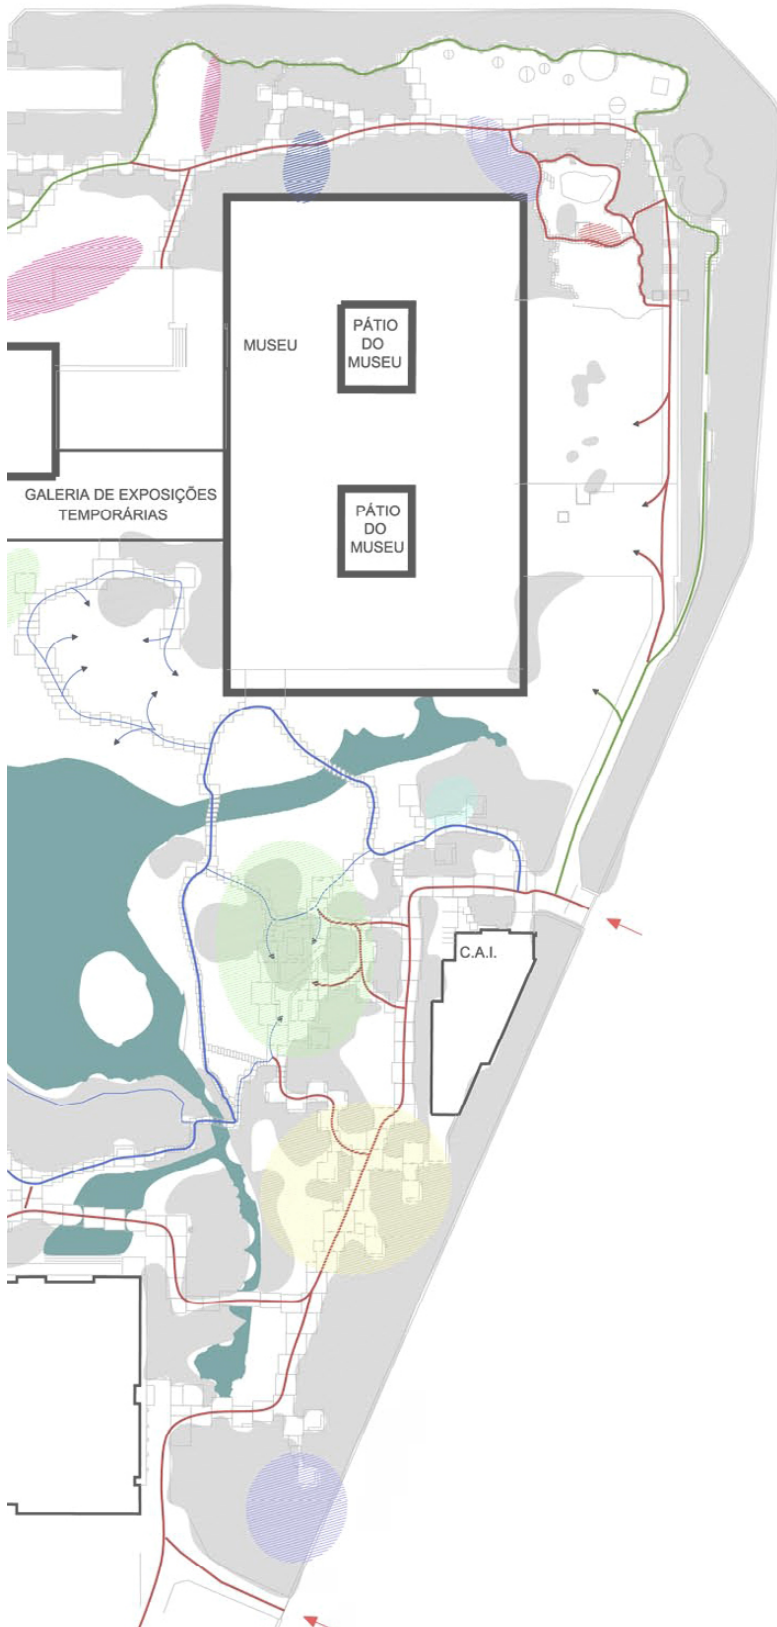 PÁTIO
DO
MUSEU
MUSEU
GALERIA DE EXPOSIÇÕES
TEMPORÁRIAS
PÁTIO
DO
MUSEU
C.A.I.